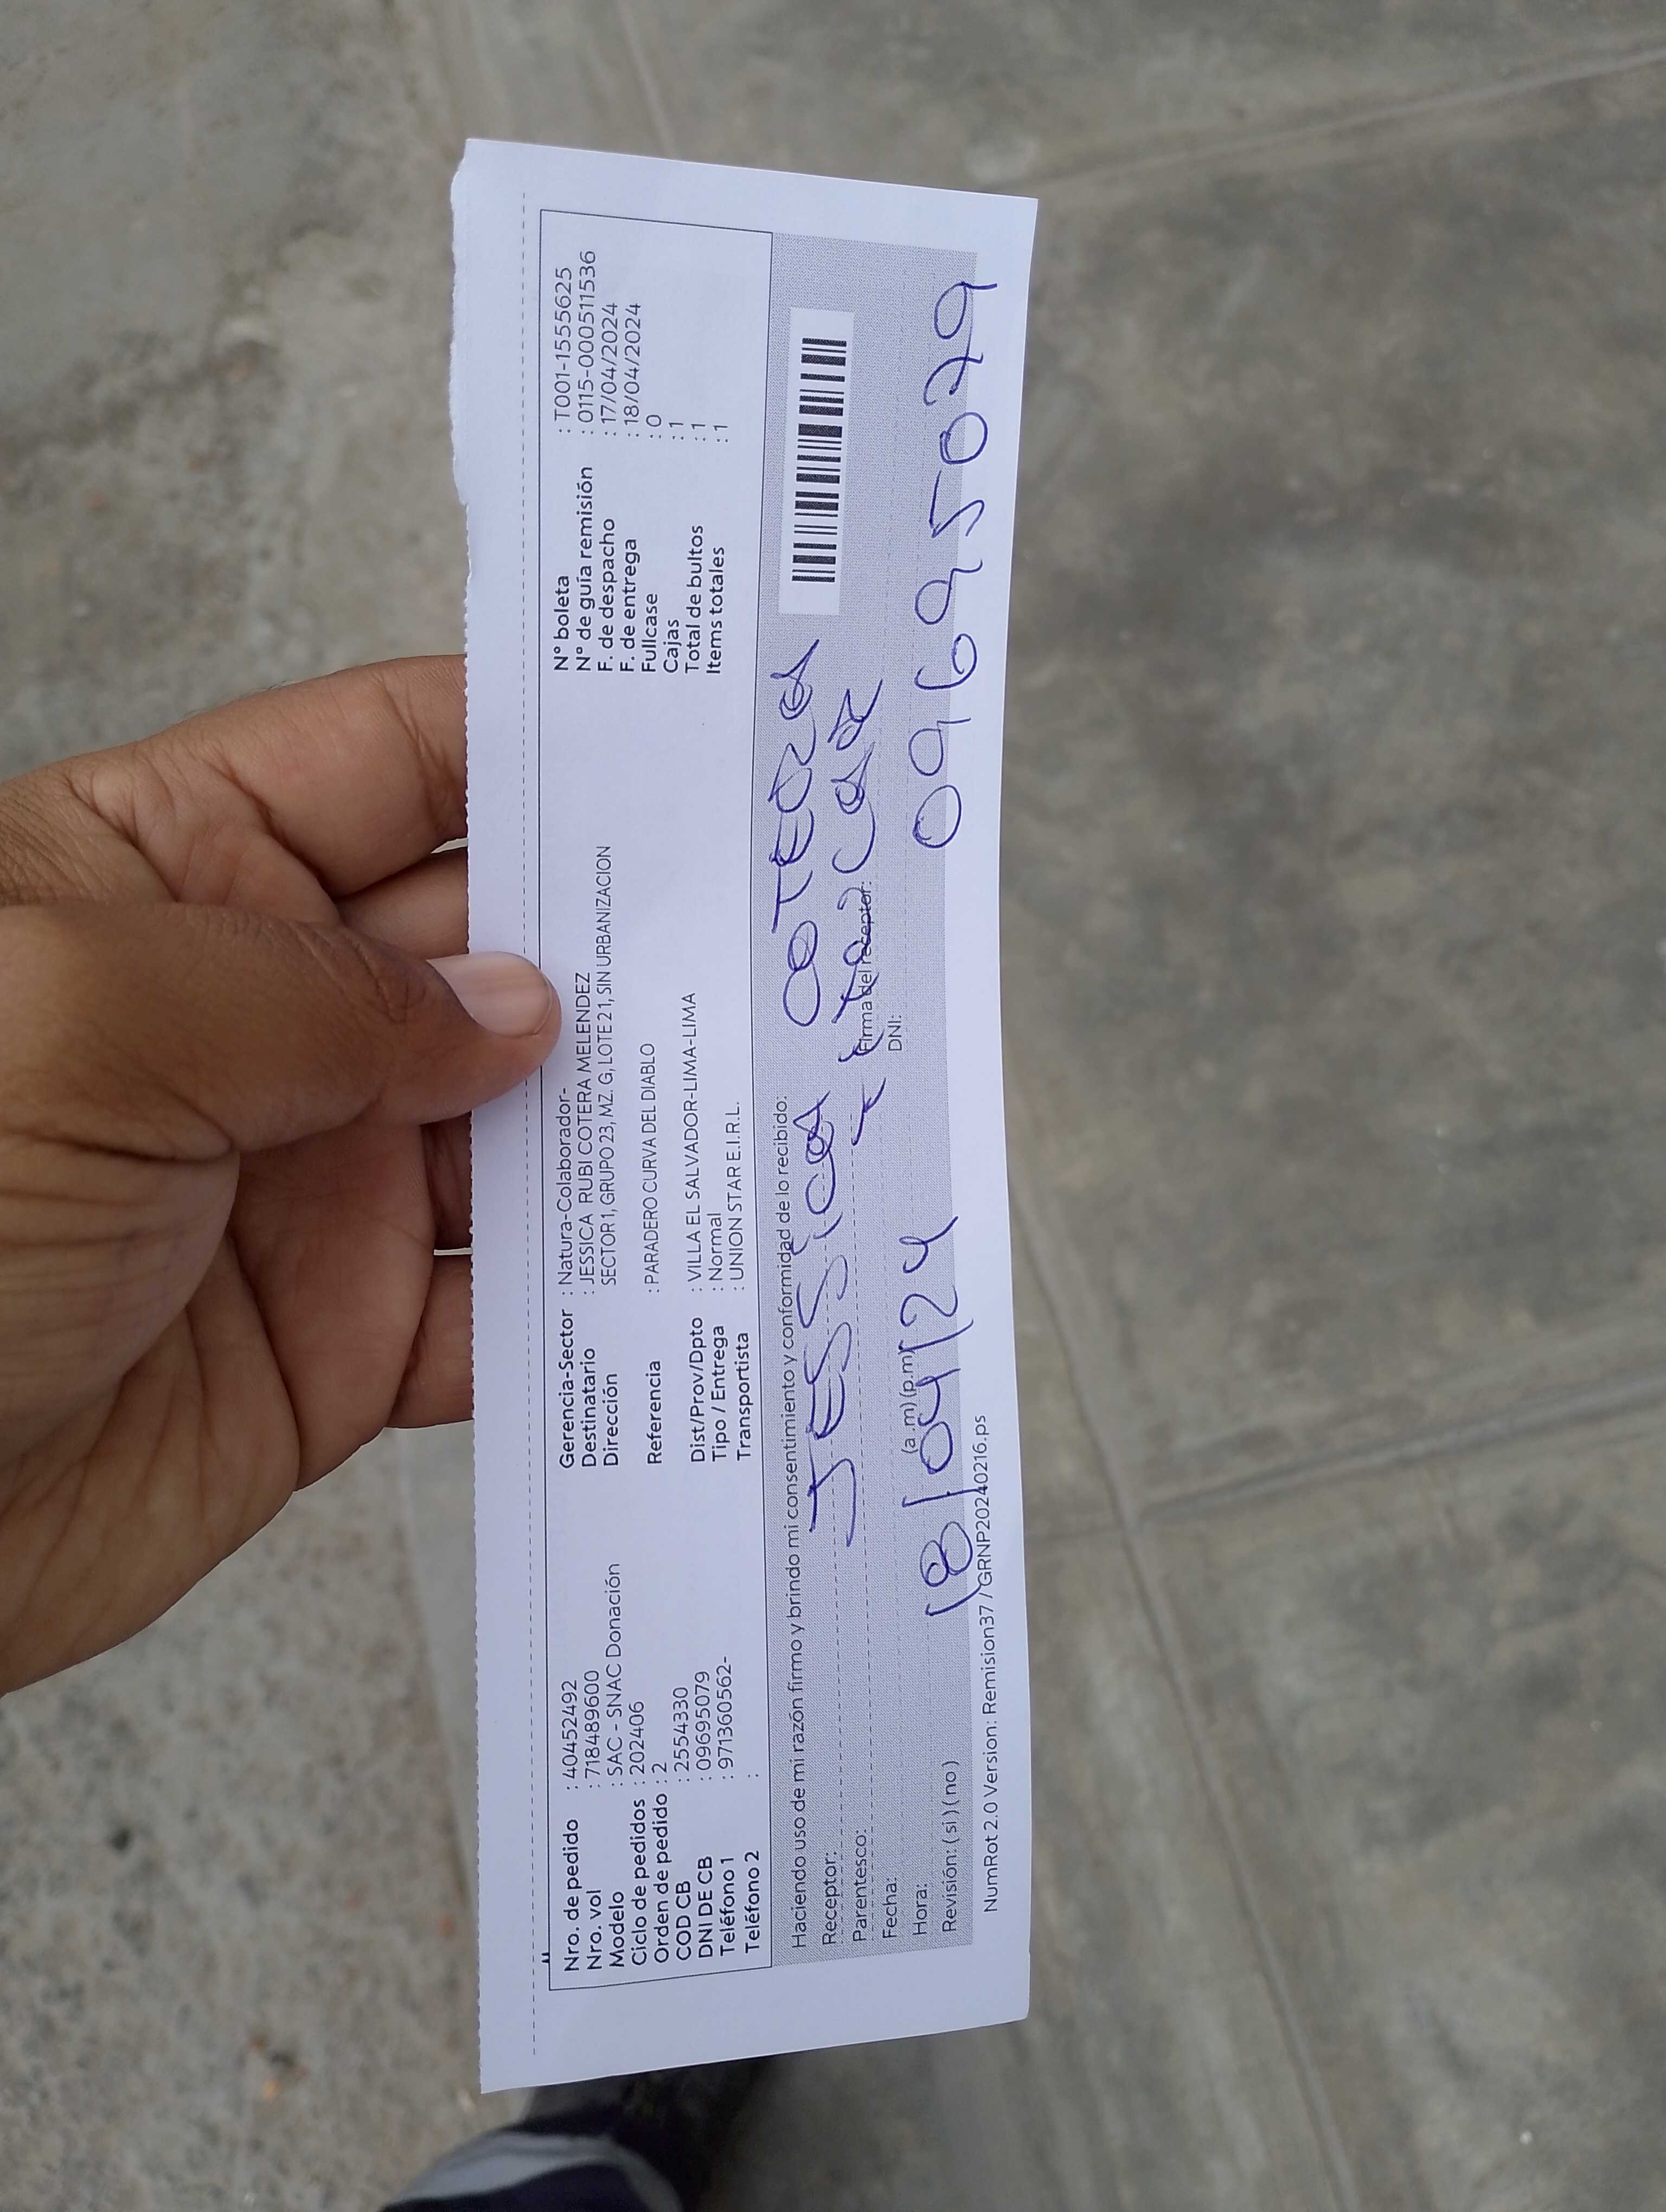 Nro. de pedido : 40452492
Nro. vol : 718489600
Modelo : SAC - SNAC Donación
Ciclo de pedidos : 202406
Orden de pedido : 2
COD CB : 2554330
DNI DE CB : 09695079
Teléfono 1 : 971360562-
Teléfono 2 :
Gerencia-Sector : Natura-Colaborador-
Destinatario : JESSICA RUBI COTERA MELENDEZ
Dirección SECTOR 1, GRUPO 23, MZ. G, LOTE 2 1, SIN URBANIZACION
Referencia : PARADERO CURVA DEL DIABLO
Dist/Prov/Dpto : VILLA EL SALVADOR-LIMA-LIMA
Tipo / Entrega : Normal
Transportista : UNION STAR E.I.R.L.
N° boleta : T001-1555625
N° de guía remisión : 0115-000511536
F. de despacho : 17/04/2024
F. de entrega : 18/04/2024
Fullcase : 0
Cajas : 1
Total de bultos : 1
Items totales : 1
Haciendo uso de mi razón firmo y brindo mi consentimiento y conformidad de lo recibido:
Receptor: JESSICA COTERA
Parentesco:
Firma del receptor:
Fecha:
DNI: 09695079
Hora: (a.m) (p.m)
18/04/24
Revisión: ( si ) ( no )
NumRot 2.0 Version: Remision37 / GRNP20240216.ps